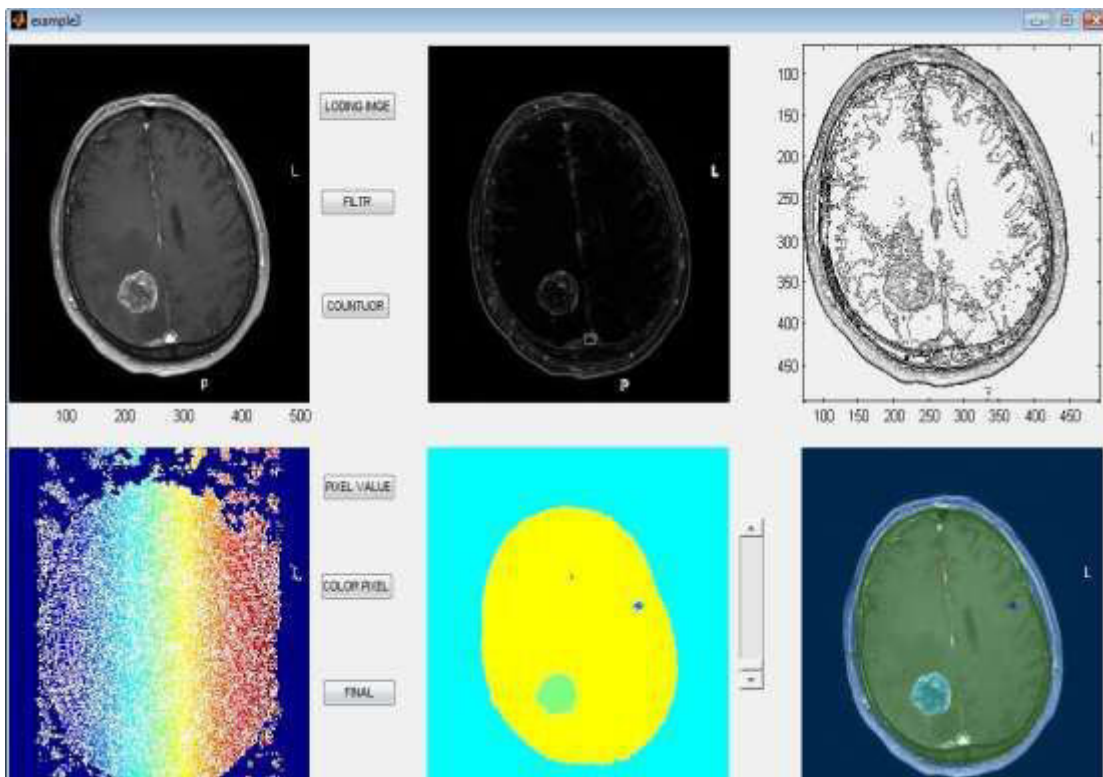 example3
LODING IMGE
FILTR
COUNTUOR
L
P
L
P
100
150
200
250
300
350
400
450
100 150 200 250 300 350 400 450
100 200 300 400 500
PIXEL VALUE
COLOR PIXEL
FINAL
L